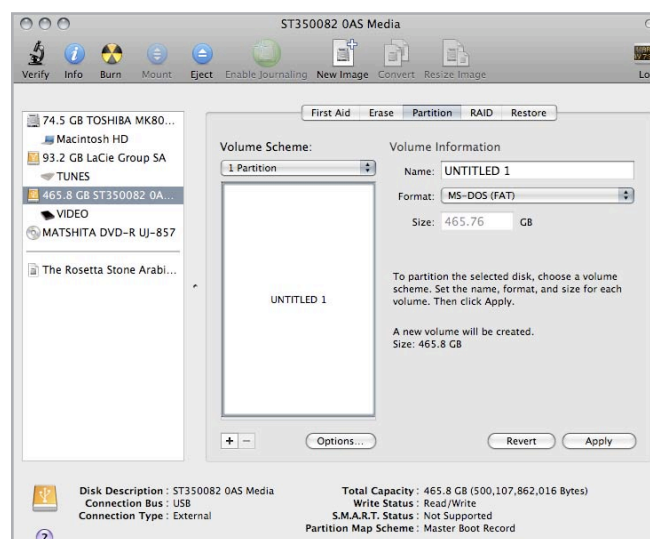 ST350082 0AS Media
Verify Info Burn Mount Eject Enable Journaling New Image Convert Resize Image Lo
First Aid Erase Partition RAID Restore
74.5 GB TOSHIBA MK80...
Macintosh HD
93.2 GB LaCie Group SA
TUNES
465.8 GB ST350082 0A...
VIDEO
MATSHITA DVD-R UJ-857
The Rosetta Stone Arabi...
Volume Scheme:
1 Partition
UNTITLED 1
+ −
Options...
Volume Information
Name: UNTITLED 1
Format: MS-DOS (FAT)
Size: 465.76 GB
To partition the selected disk, choose a volume
scheme. Set the name, format, and size for each
volume. Then click Apply.
A new volume will be created.
Size: 465.8 GB
Revert Apply
Disk Description : ST350082 0AS Media
Connection Bus : USB
Connection Type : External
Total Capacity : 465.8 GB (500,107,862,016 Bytes)
Write Status : Read/Write
S.M.A.R.T. Status : Not Supported
Partition Map Scheme : Master Boot Record
?